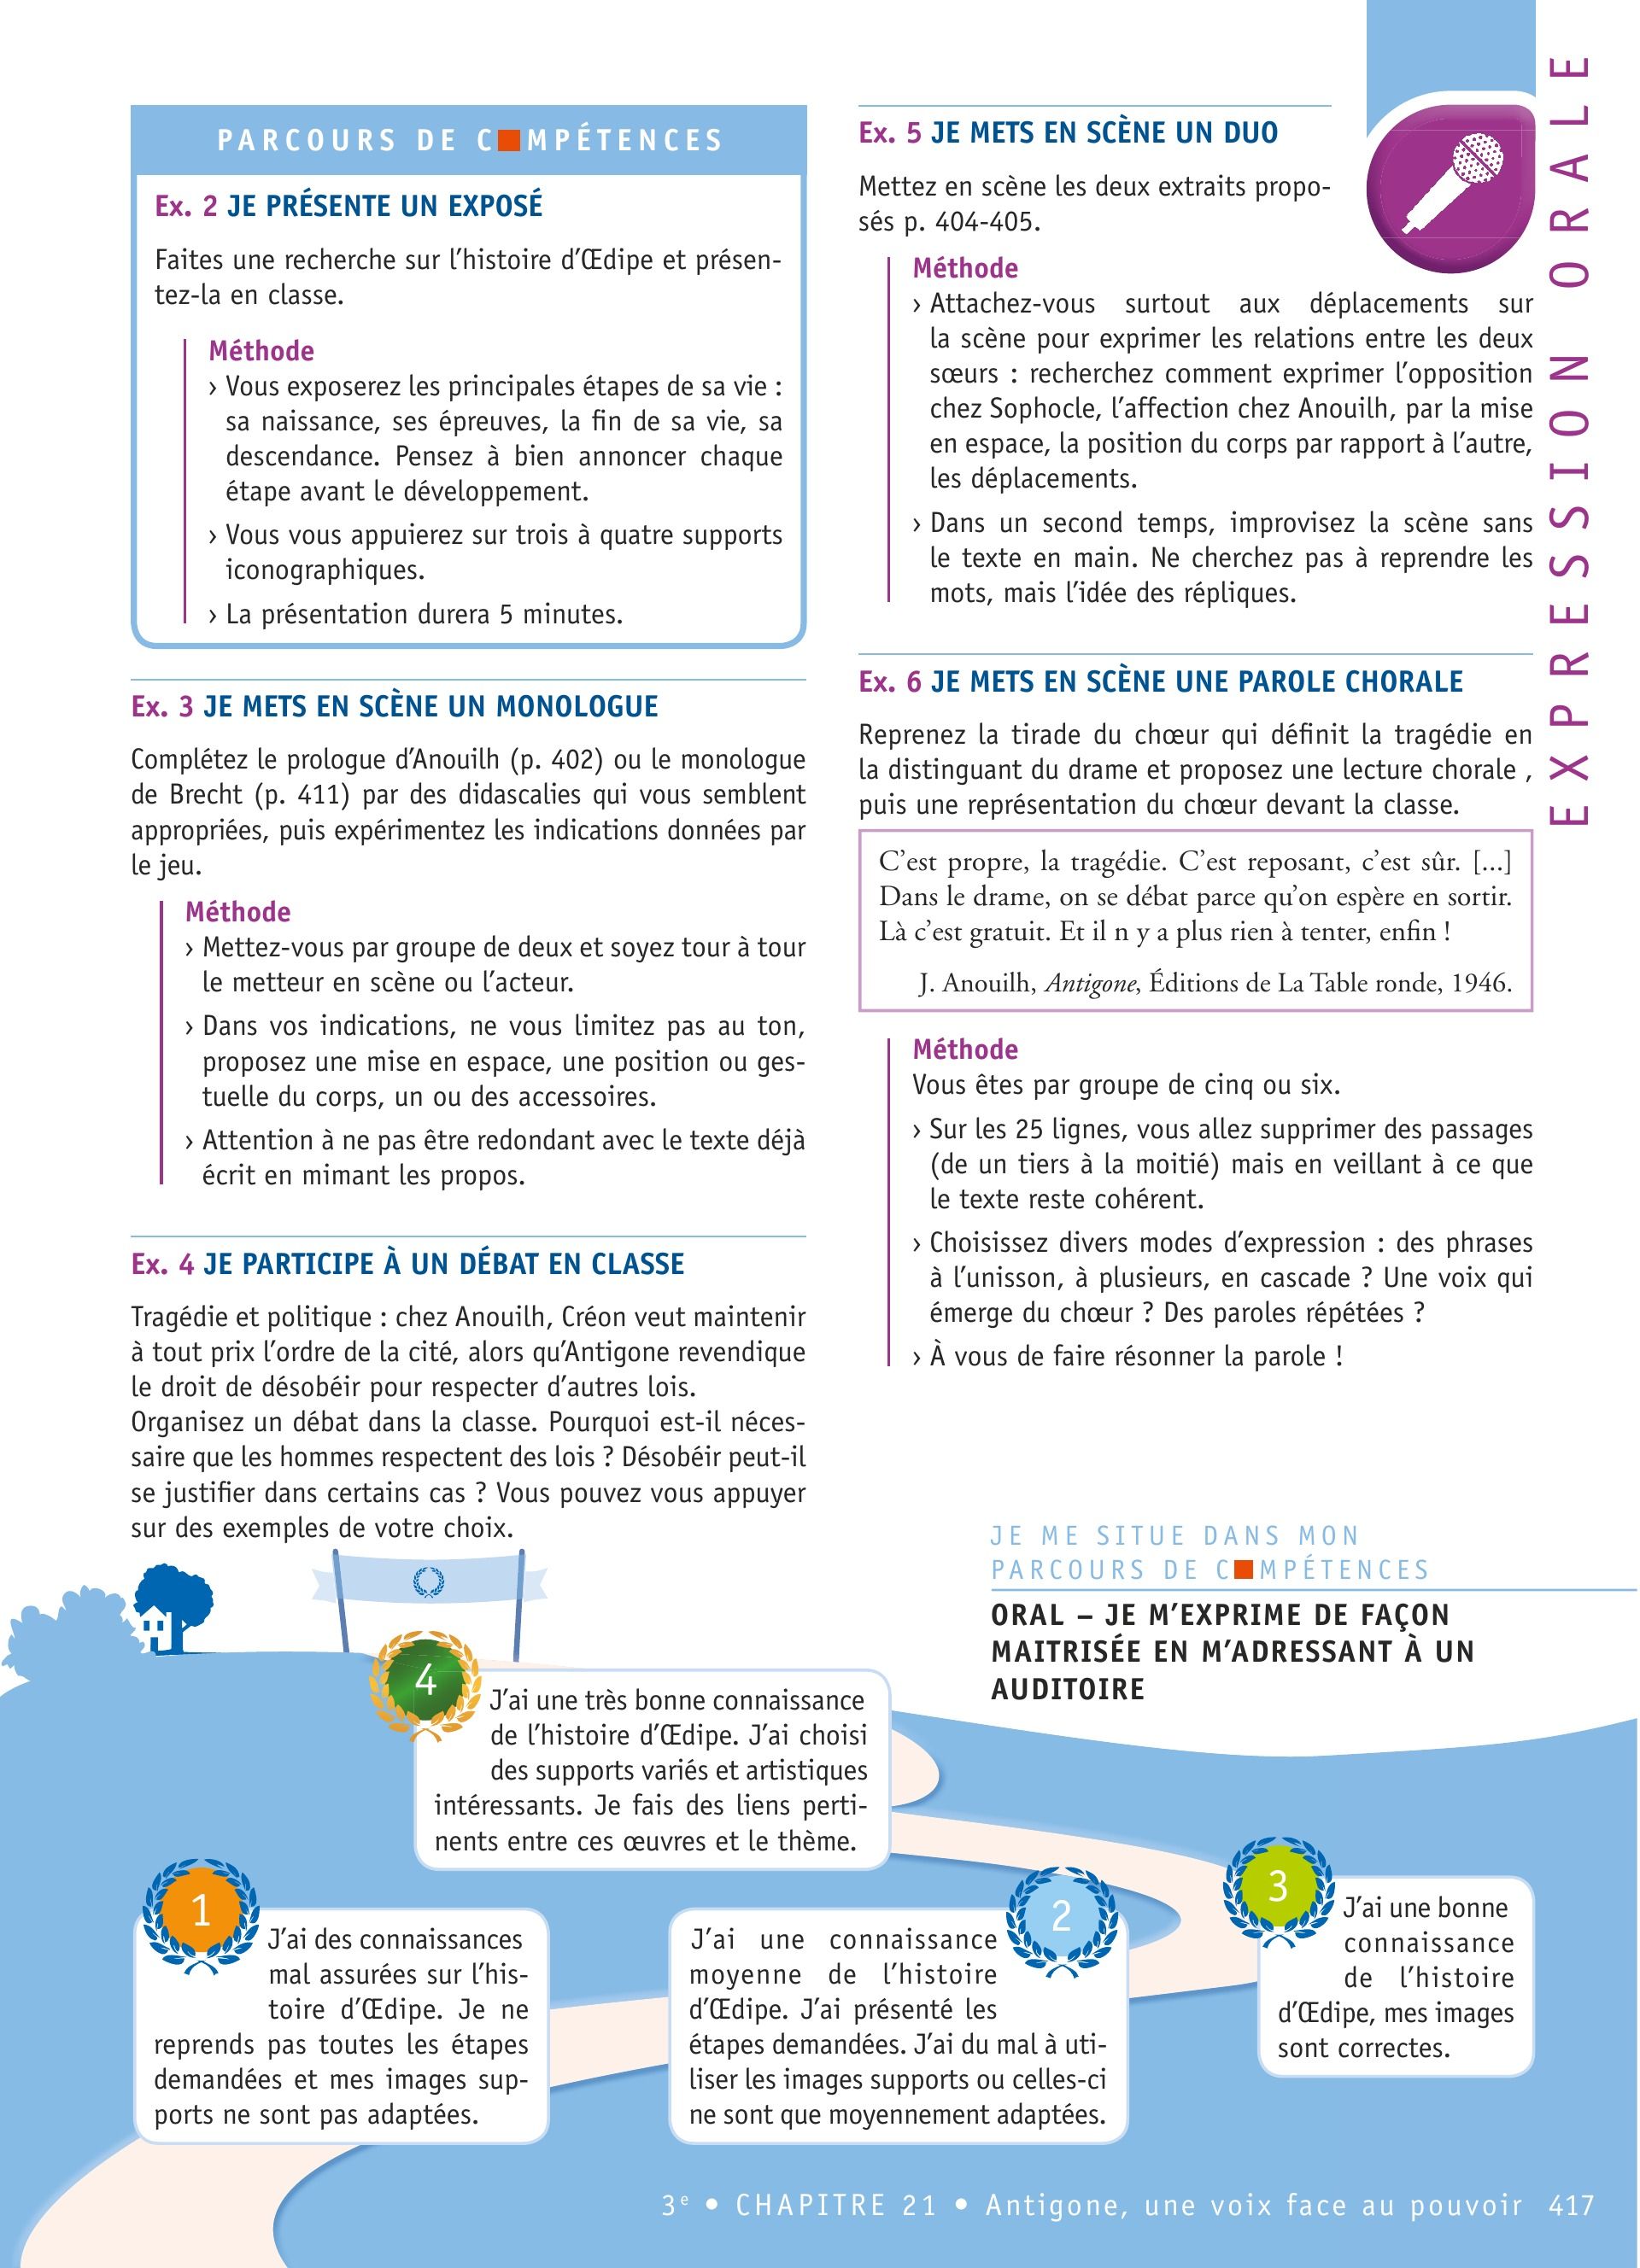 PARCOURS DE C■MPÉTENCES
Ex. 2 JE PRÉSENTE UN EXPOSÉ
Faites une recherche sur l’histoire d’Œdipe et présen-
tez-la en classe.
Méthode
› Vous exposerez les principales étapes de sa vie :
sa naissance, ses épreuves, la fin de sa vie, sa
descendance. Pensez à bien annoncer chaque
étape avant le développement.
› Vous vous appuierez sur trois à quatre supports
iconographiques.
› La présentation durera 5 minutes.
Ex. 3 JE METS EN SCÈNE UN MONOLOGUE
Complétez le prologue d’Anouilh (p. 402) ou le monologue
de Brecht (p. 411) par des didascalies qui vous semblent
appropriées, puis expérimentez les indications données par
le jeu.
Méthode
› Mettez-vous par groupe de deux et soyez tour à tour
le metteur en scène ou l’acteur.
› Dans vos indications, ne vous limitez pas au ton,
proposez une mise en espace, une position ou ges-
tuelle du corps, un ou des accessoires.
› Attention à ne pas être redondant avec le texte déjà
écrit en mimant les propos.
Ex. 4 JE PARTICIPE À UN DÉBAT EN CLASSE
Tragédie et politique : chez Anouilh, Créon veut maintenir
à tout prix l’ordre de la cité, alors qu’Antigone revendique
le droit de désobéir pour respecter d’autres lois.
Organisez un débat dans la classe. Pourquoi est-il néces-
saire que les hommes respectent des lois ? Désobéir peut-il
se justifier dans certains cas ? Vous pouvez vous appuyer
sur des exemples de votre choix.
Ex. 5 JE METS EN SCÈNE UN DUO
Mettez en scène les deux extraits propo-
sés p. 404-405.
Méthode
› Attachez-vous surtout aux déplacements sur
la scène pour exprimer les relations entre les deux
sœurs : recherchez comment exprimer l’opposition
chez Sophocle, l’affection chez Anouilh, par la mise
en espace, la position du corps par rapport à l’autre,
les déplacements.
› Dans un second temps, improvisez la scène sans
le texte en main. Ne cherchez pas à reprendre les
mots, mais l’idée des répliques.
Ex. 6 JE METS EN SCÈNE UNE PAROLE CHORALE
Reprenez la tirade du chœur qui définit la tragédie en
la distinguant du drame et proposez une lecture chorale ,
puis une représentation du chœur devant la classe.
C’est propre, la tragédie. C’est reposant, c’est sûr. [...]
Dans le drame, on se débat parce qu’on espère en sortir.
Là c’est gratuit. Et il n y a plus rien à tenter, enfin !
J. Anouilh, Antigone, Éditions de La Table ronde, 1946.
Méthode
Vous êtes par groupe de cinq ou six.
› Sur les 25 lignes, vous allez supprimer des passages
(de un tiers à la moitié) mais en veillant à ce que
le texte reste cohérent.
› Choisissez divers modes d’expression : des phrases
à l’unisson, à plusieurs, en cascade ? Une voix qui
émerge du chœur ? Des paroles répétées ?
› À vous de faire résonner la parole !
EXPRESSION ORALE
JE ME SITUE DANS MON
PARCOURS DE C■MPÉTENCES
ORAL – JE M’EXPRIME DE FAÇON
MAITRISÉE EN M’ADRESSANT À UN
AUDITOIRE
4
J’ai une très bonne connaissance
de l’histoire d’Œdipe. J’ai choisi
des supports variés et artistiques
intéressants. Je fais des liens perti-
nents entre ces œuvres et le thème.
1
J’ai des connaissances
mal assurées sur l’his-
toire d’Œdipe. Je ne
reprends pas toutes les étapes
demandées et mes images sup-
ports ne sont pas adaptées.
2
J’ai une connaissance
moyenne de l’histoire
d’Œdipe. J’ai présenté les
étapes demandées. J’ai du mal à uti-
liser les images supports ou celles-ci
ne sont que moyennement adaptées.
3
J’ai une bonne
connaissance
de l’histoire
d’Œdipe, mes images
sont correctes.
3e • CHAPITRE 21 • Antigone, une voix face au pouvoir 417